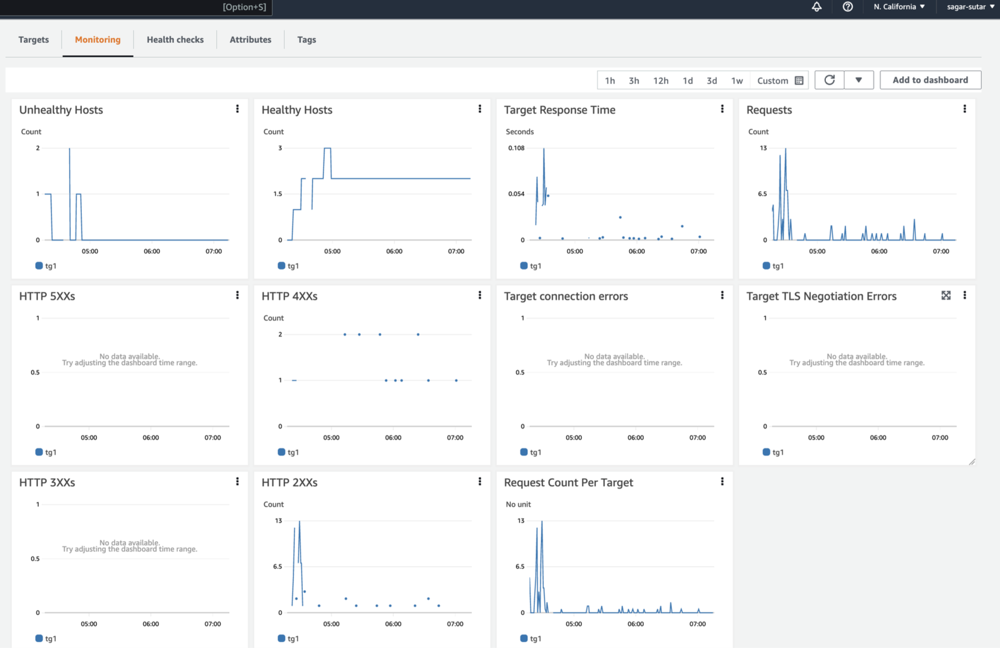 [Option+S]
N. California ▼
sagar-sutar ▼
Targets
Monitoring
Health checks
Attributes
Tags
1h 3h 12h 1d 3d 1w Custom
Add to dashboard
Unhealthy Hosts
Count
2
1
0
05:00 06:00 07:00
tg1
Healthy Hosts
Count
3
1.5
0
05:00 06:00 07:00
tg1
Target Response Time
Seconds
0.108
0.054
0
05:00 06:00 07:00
tg1
Requests
Count
13
6.5
0
05:00 06:00 07:00
tg1
HTTP 5XXs
1
No data available.
Try adjusting the dashboard time range.
0.5
0
05:00 06:00 07:00
tg1
HTTP 4XXs
Count
2
1
0
05:00 06:00 07:00
tg1
Target connection errors
1
No data available.
Try adjusting the dashboard time range.
0.5
0
05:00 06:00 07:00
tg1
Target TLS Negotiation Errors
1
No data available.
Try adjusting the dashboard time range.
0.5
0
05:00 06:00 07:00
tg1
HTTP 3XXs
1
No data available.
Try adjusting the dashboard time range.
0.5
0
05:00 06:00 07:00
tg1
HTTP 2XXs
Count
13
6.5
0
05:00 06:00 07:00
tg1
Request Count Per Target
No unit
13
6.5
0
05:00 06:00 07:00
tg1